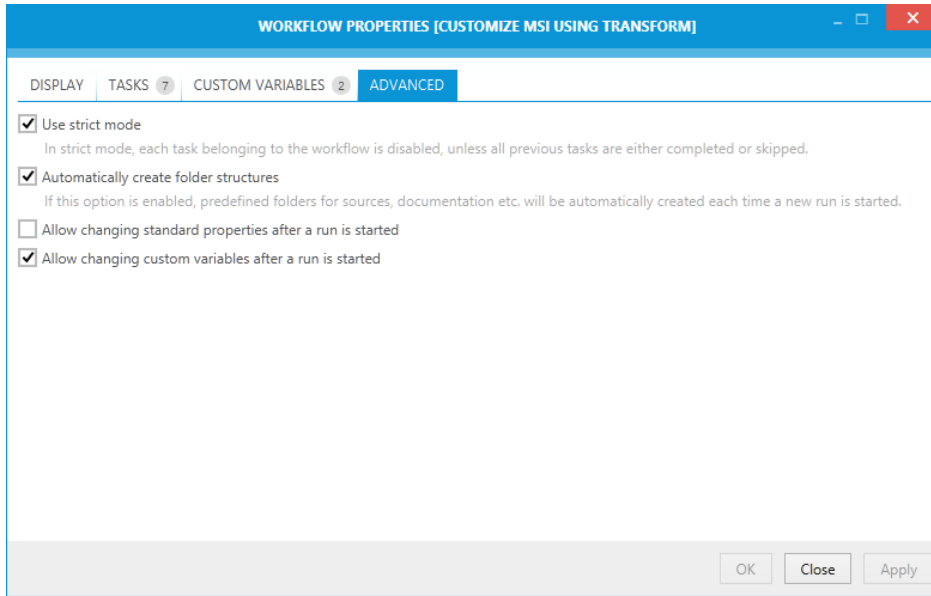 WORKFLOW PROPERTIES [CUSTOMIZE MSI USING TRANSFORM]
DISPLAY TASKS 7 CUSTOM VARIABLES 2 ADVANCED
Use strict mode
In strict mode, each task belonging to the workflow is disabled, unless all previous tasks are either completed or skipped.
Automatically create folder structures
If this option is enabled, predefined folders for sources, documentation etc. will be automatically created each time a new run is started.
Allow changing standard properties after a run is started
Allow changing custom variables after a run is started
OK Close Apply